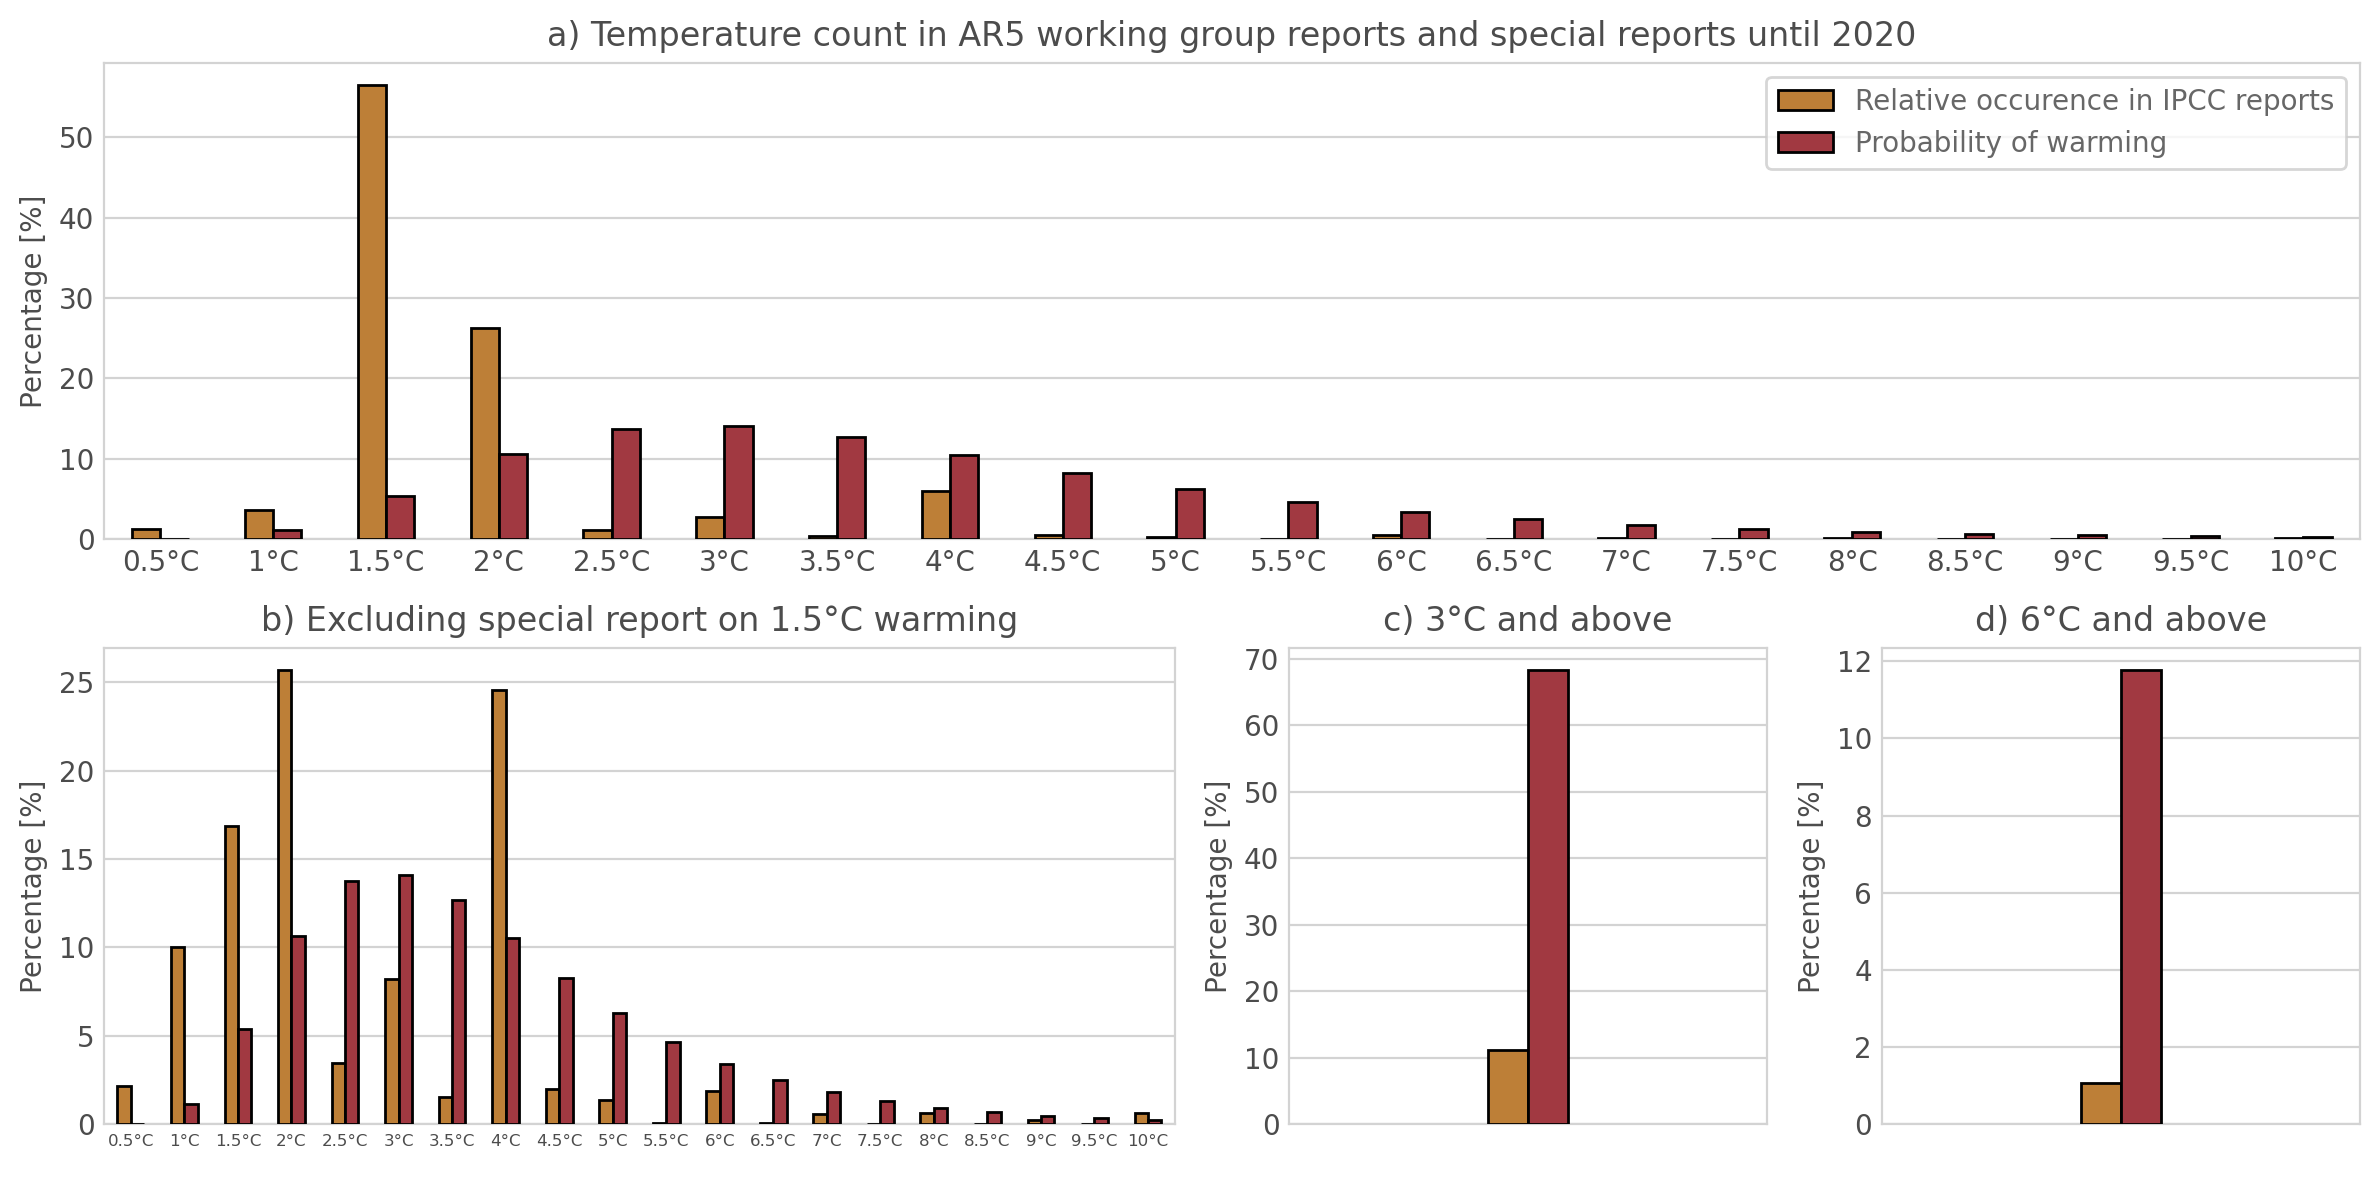 a) Temperature count in AR5 working group reports and special reports until 2020
Percentage [%]
50
40
30
20
10
0
Relative occurence in IPCC reports
Probability of warming
0.5°C 1°C 1.5°C 2°C 2.5°C 3°C 3.5°C 4°C 4.5°C 5°C 5.5°C 6°C 6.5°C 7°C 7.5°C 8°C 8.5°C 9°C 9.5°C 10°C
b) Excluding special report on 1.5°C warming
Percentage [%]
25
20
15
10
5
0
0.5°C 1°C 1.5°C 2°C 2.5°C 3°C 3.5°C 4°C 4.5°C 5°C 5.5°C 6°C 6.5°C 7°C 7.5°C 8°C 8.5°C 9°C 9.5°C 10°C
c) 3°C and above
Percentage [%]
70
60
50
40
30
20
10
0
d) 6°C and above
Percentage [%]
12
10
8
6
4
2
0